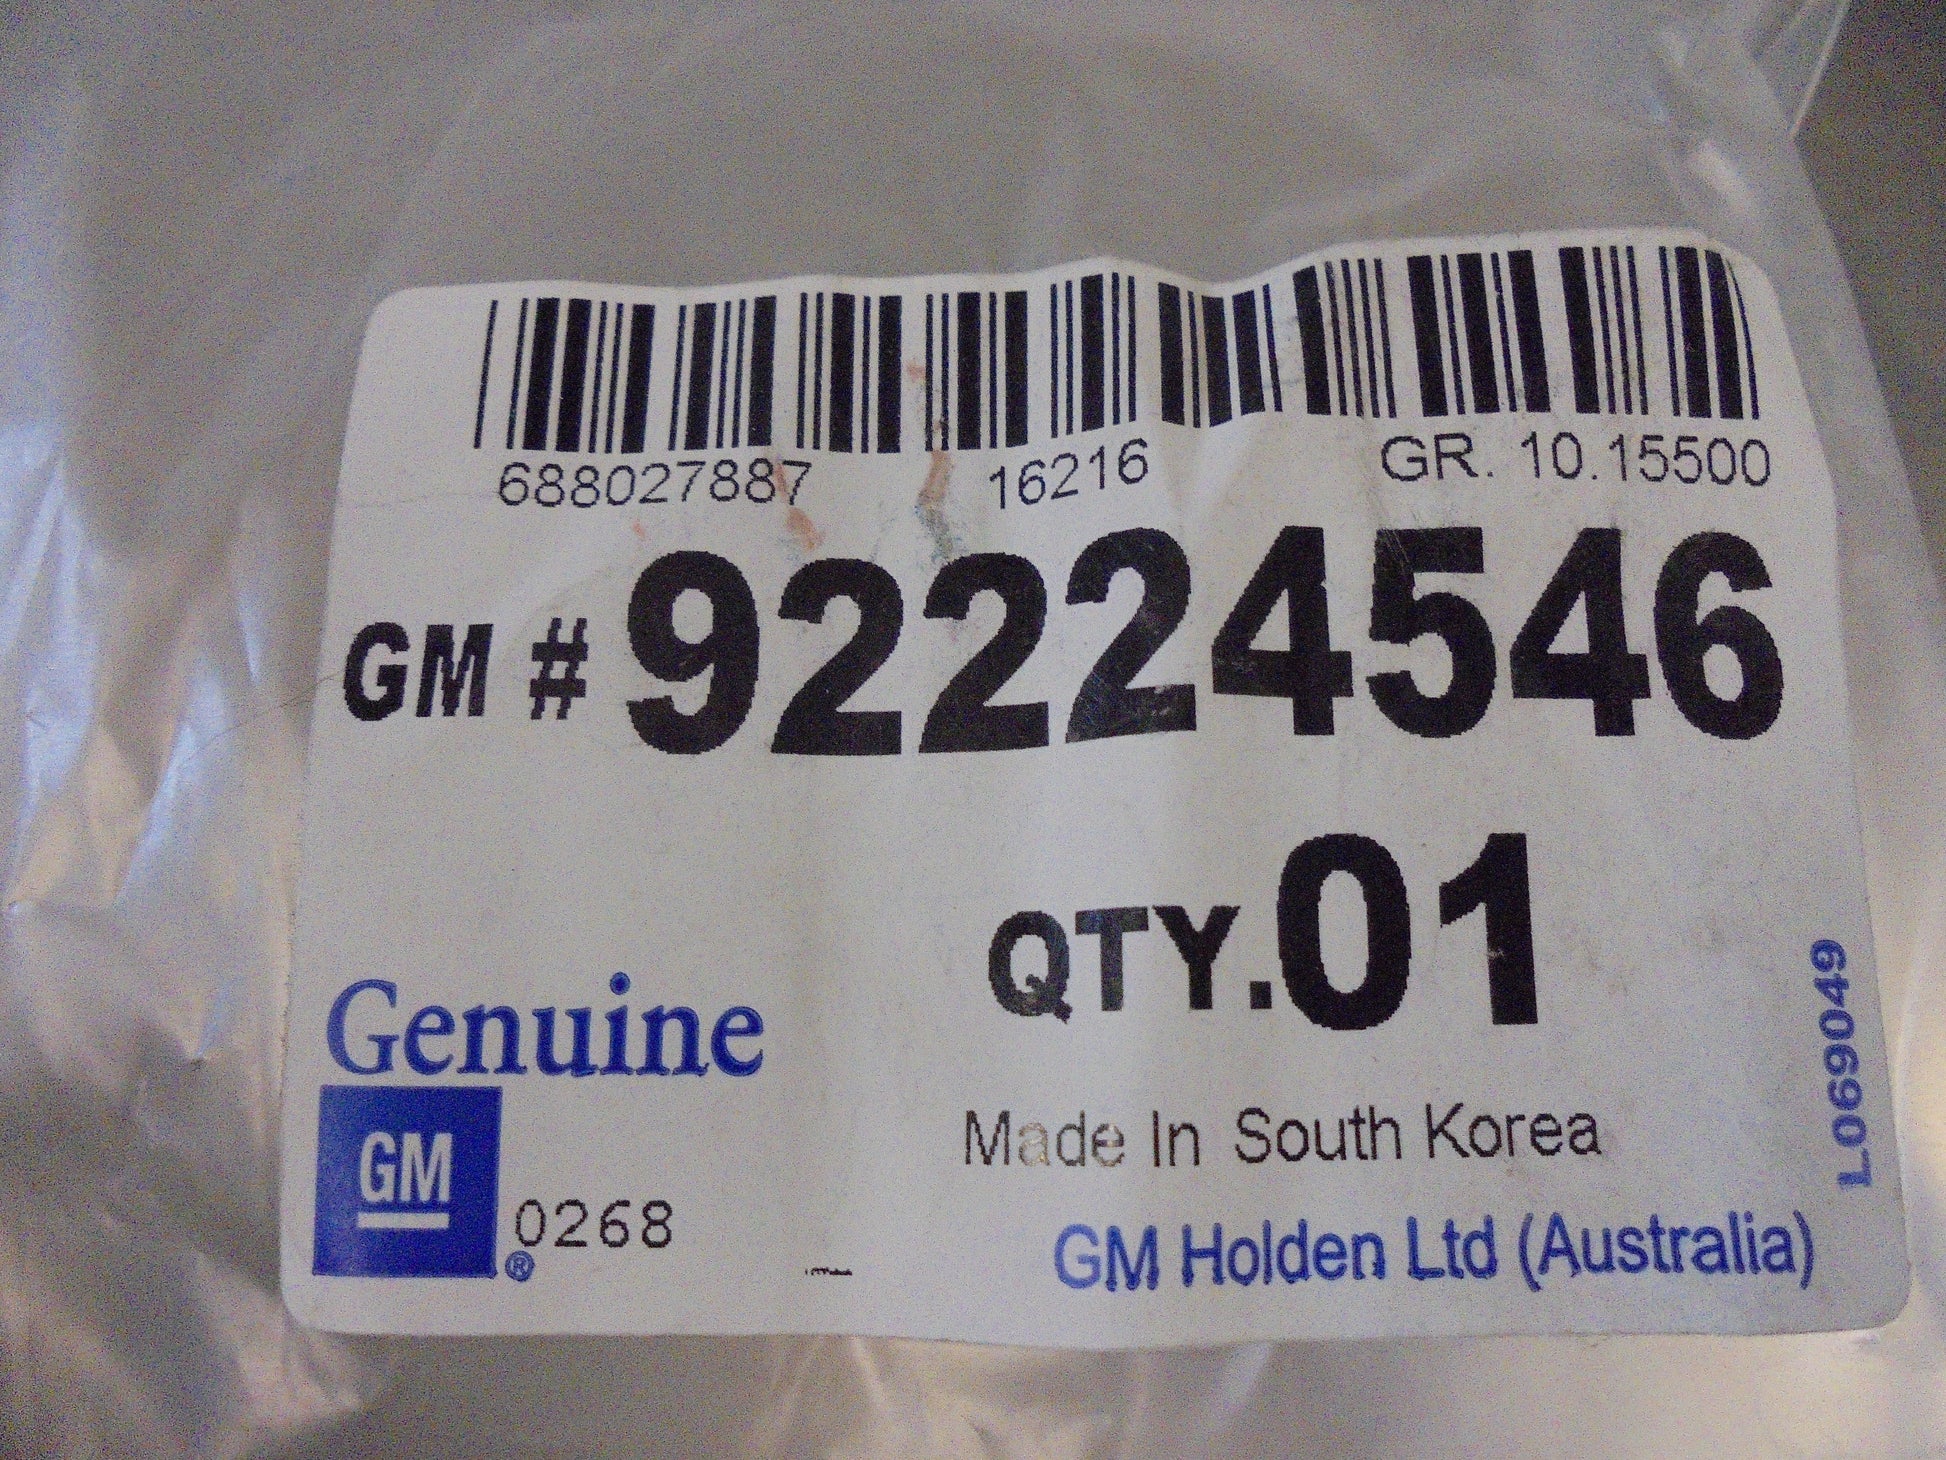 688027887 16216 GR. 10.15500
GM # 92224546
QTY. 01
Genuine
GM
®
0268
Made In South Korea
GM Holden Ltd (Australia)
L069049